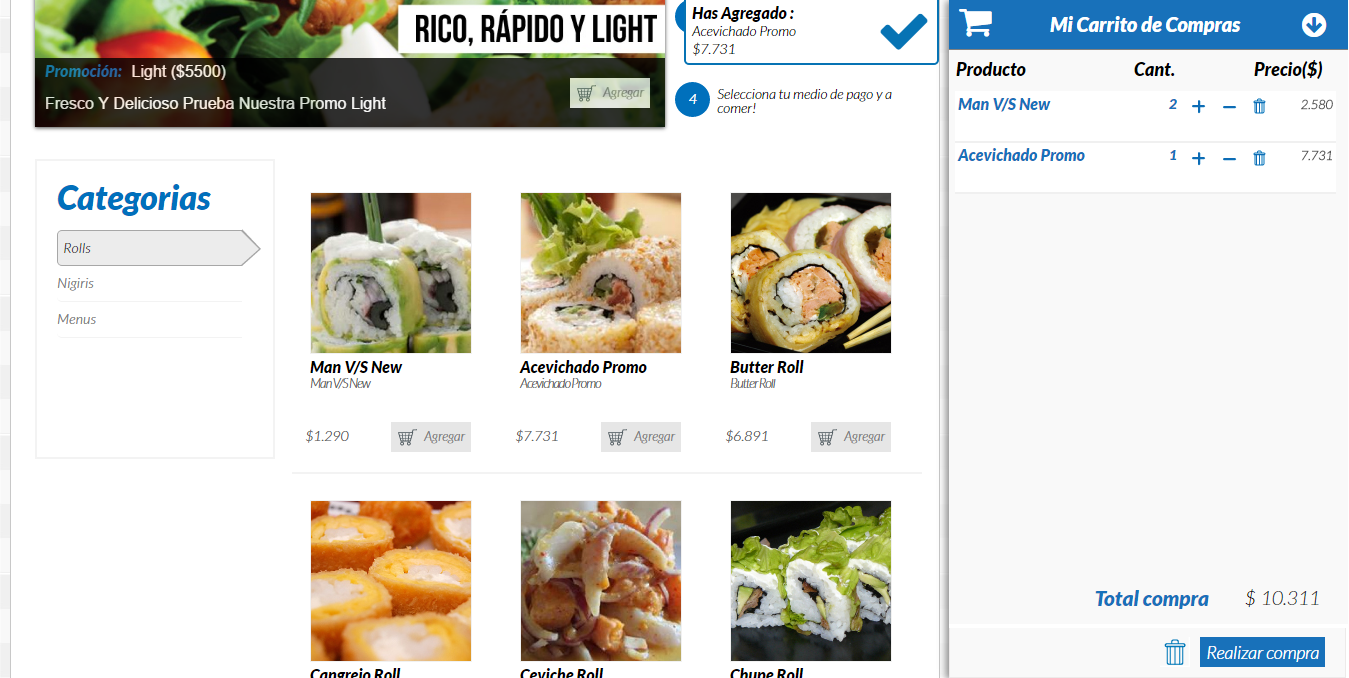 RICO, RÁPIDO Y LIGHT
Promoción: Light ($5500)
Fresco Y Delicioso Prueba Nuestra Promo Light
Agregar
Has Agregado :
Acevichado Promo
$7.731
4
Selecciona tu medio de pago y a
comer!
Categorias
Rolls
Nigiris
Menus
Man V/S New
Man V/S New
$1.290
Agregar
Acevichado Promo
Acevichado Promo
$7.731
Agregar
Butter Roll
Butter Roll
$6.891
Agregar
Cangrejo Roll
Ceviche Roll
Chupe Roll
Mi Carrito de Compras
Producto Cant. Precio($)
Man V/S New 2 + − 2.580
Acevichado Promo 1 + − 7.731
Total compra $ 10.311
Realizar compra